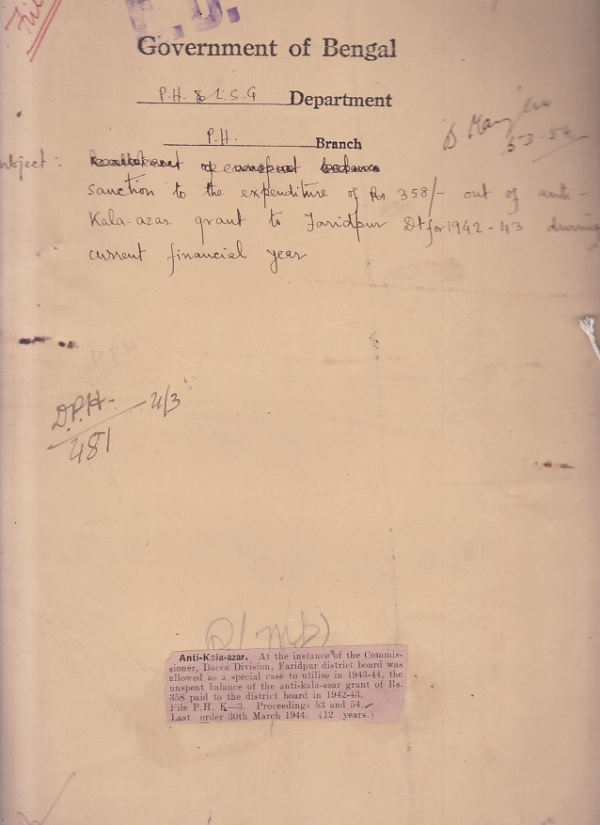 Government of Bengal
P.H. & L.S.G Department
P.H. Branch
5-3-54
ubject :
sanction to the expenditure of Rs 358/- out of anti-
Kala-azar grant to Faridpur Dt for 1942-43 during
current financial year
D.P.H.
481
Anti-Kala-azar. At the instance of the Commis-
sioner, Dacca Division, Faridpur district board was
allowed as a special case to utilise in 1943-44, the
unspent balance of the anti-kala-azar grant of Rs.
358 paid to the district board in 1942-43.
File P.H. K—3. Proceedings 53 and 54.
Last order 30th March 1944. (12 years.)